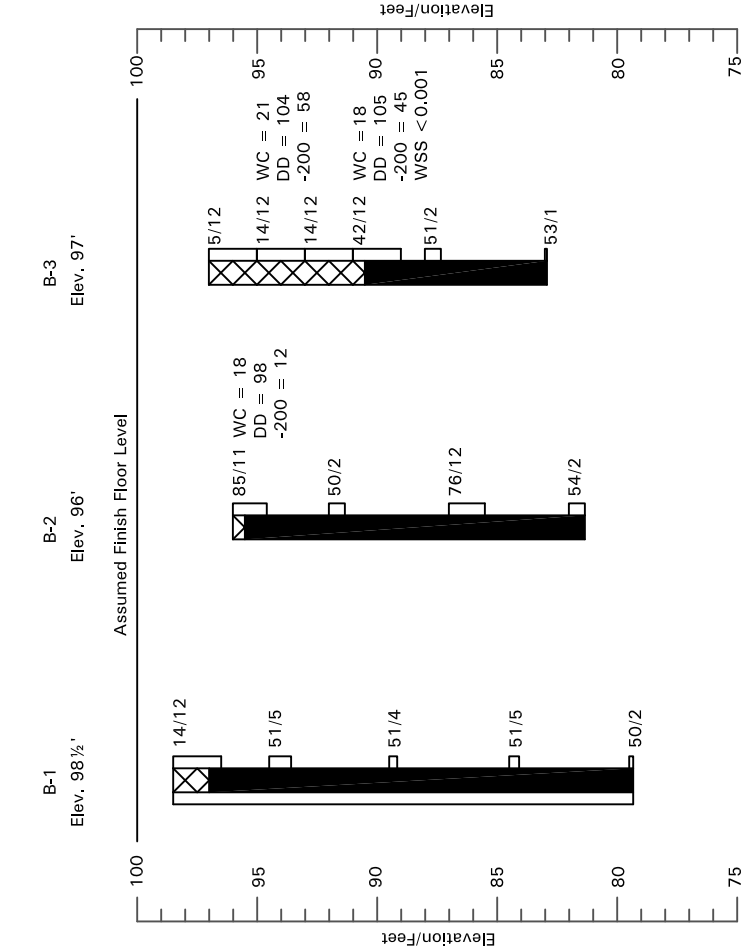 B-1
Elev. 98½'
B-2
Elev. 96'
B-3
Elev. 97'
Assumed Finish Floor Level
Elevation/Feet
100
95
90
85
80
75
14/12
51/5
51/4
51/5
50/2
85/11
WC = 18
DD = 98
-200 = 12
50/2
76/12
54/2
5/12
14/12
WC = 21
DD = 104
-200 = 58
14/12
42/12
WC = 18
DD = 105
-200 = 45
WSS <0.001
51/2
53/1
100
95
90
85
80
75
Elevation/Feet